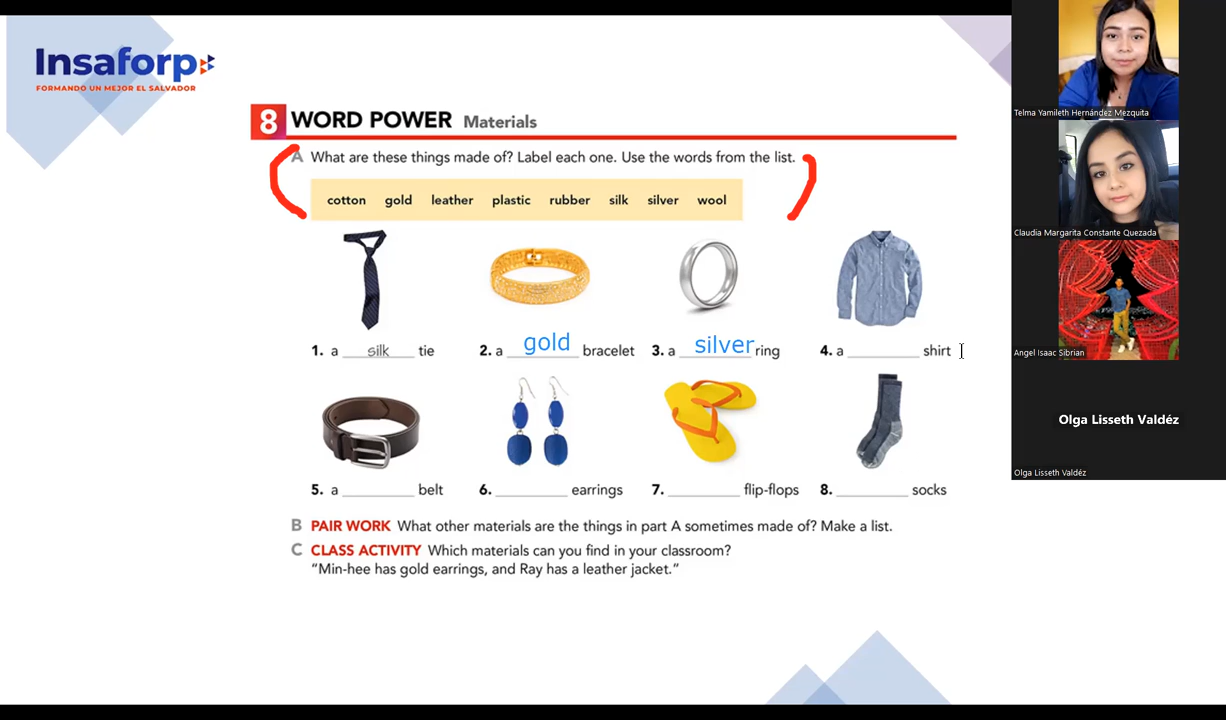 Insaforp
FORMANDO UN MEJOR EL SALVADOR
8 WORD POWER Materials
A What are these things made of? Label each one. Use the words from the list.
cotton gold leather plastic rubber silk silver wool
1. a silk tie
2. a gold bracelet
3. a silver ring
4. a ________ shirt
5. a ________ belt
6. ________ earrings
7. ________ flip-flops
8. ________ socks
B PAIR WORK What other materials are the things in part A sometimes made of? Make a list.
C CLASS ACTIVITY Which materials can you find in your classroom?
“Min-hee has gold earrings, and Ray has a leather jacket.”
Telma Yamileth Hernández Mezquita
Claudia Margarita Constante Quezada
Angel Isaac Sibrian
Olga Lisseth Valdéz
Olga Lisseth Valdéz